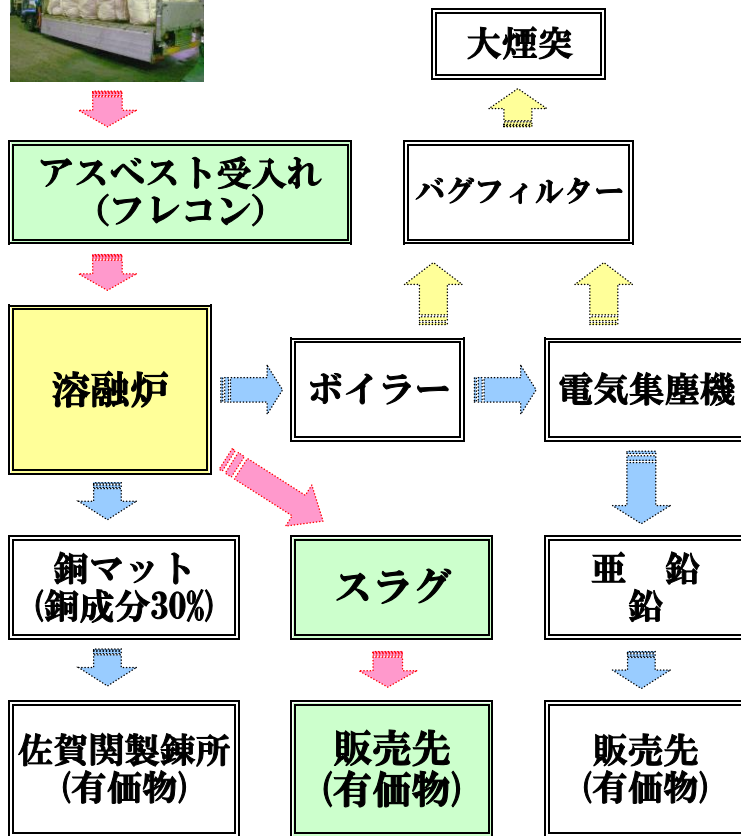 大煙突
アスベスト受入れ
(フレコン)
バグフィルター
溶融炉
ボイラー
電気集塵機
銅マット
(銅成分30%)
スラグ
亜　鉛
鉛
佐賀関製錬所
(有価物)
販売先
(有価物)
販売先
(有価物)